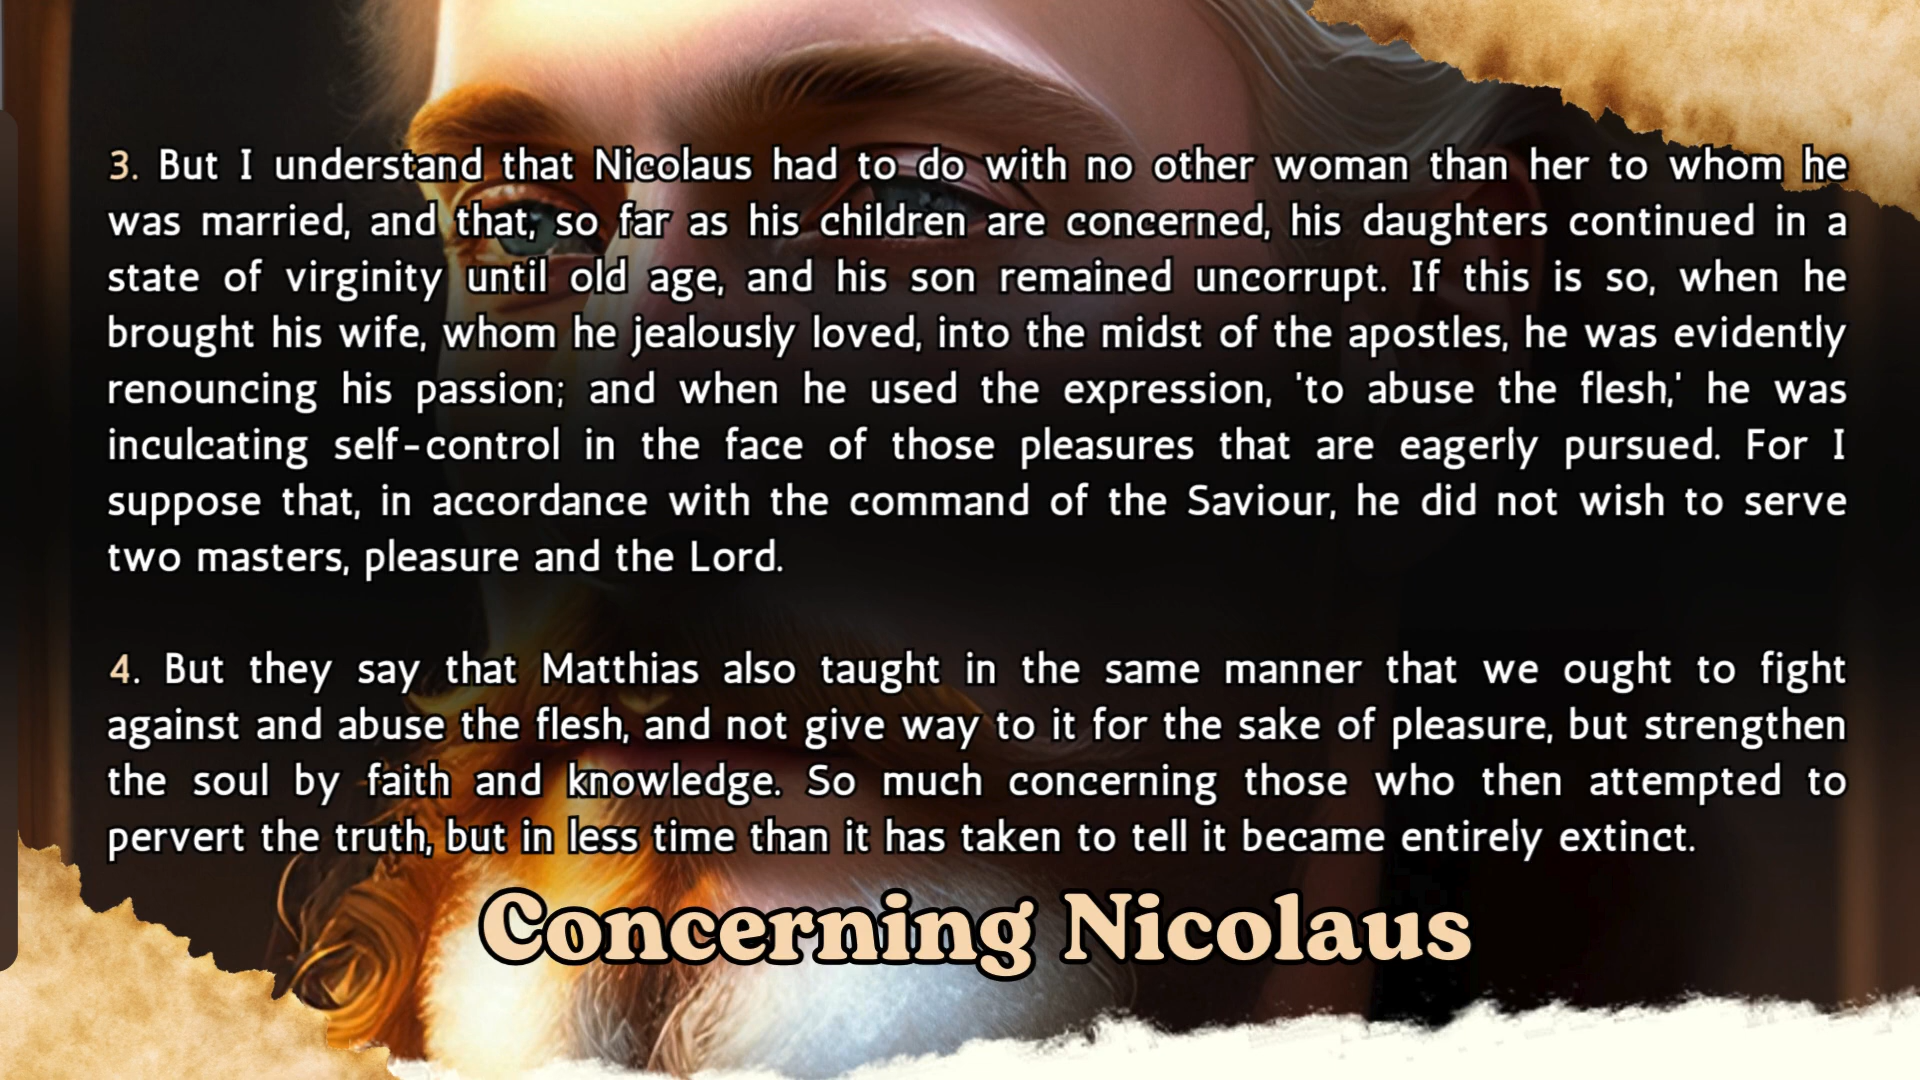 3. But I understand that Nicolaus had to do with no other woman than her to whom he
was married, and that, so far as his children are concerned, his daughters continued in a
state of virginity until old age, and his son remained uncorrupt. If this is so, when he
brought his wife, whom he jealously loved, into the midst of the apostles, he was evidently
renouncing his passion; and when he used the expression, 'to abuse the flesh,' he was
inculcating self-control in the face of those pleasures that are eagerly pursued. For I
suppose that, in accordance with the command of the Saviour, he did not wish to serve
two masters, pleasure and the Lord.
4. But they say that Matthias also taught in the same manner that we ought to fight
against and abuse the flesh, and not give way to it for the sake of pleasure, but strengthen
the soul by faith and knowledge. So much concerning those who then attempted to
pervert the truth, but in less time than it has taken to tell it became entirely extinct.
Concerning Nicolaus